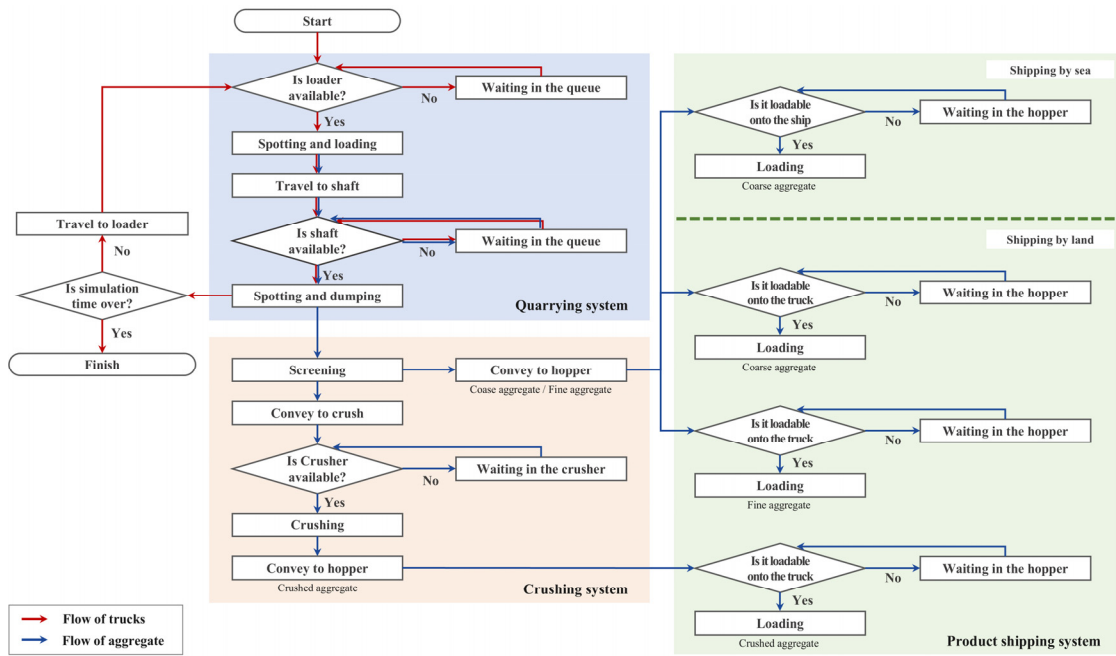 Start
Is loader
available?
No
Waiting in the queue
Yes
Spotting and loading
Travel to shaft
Is shaft
available?
No
Waiting in the queue
Yes
Spotting and dumping
Quarrying system
Travel to loader
No
Is simulation
time over?
Yes
Finish
Screening
Convey to hopper
Coase aggregate / Fine aggregate
Convey to crush
Is Crusher
available?
No
Waiting in the crusher
Yes
Crushing
Convey to hopper
Crushed aggregate
Crushing system
Shipping by sea
Is it loadable
onto the ship
No
Waiting in the hopper
Yes
Loading
Coarse aggregate
Shipping by land
Is it loadable
onto the truck
No
Waiting in the hopper
Yes
Loading
Coarse aggregate
Is it loadable
onto the truck
No
Waiting in the hopper
Yes
Loading
Fine aggregate
Is it loadable
onto the truck
No
Waiting in the hopper
Yes
Loading
Crushed aggregate
Product shipping system
Flow of trucks
Flow of aggregate